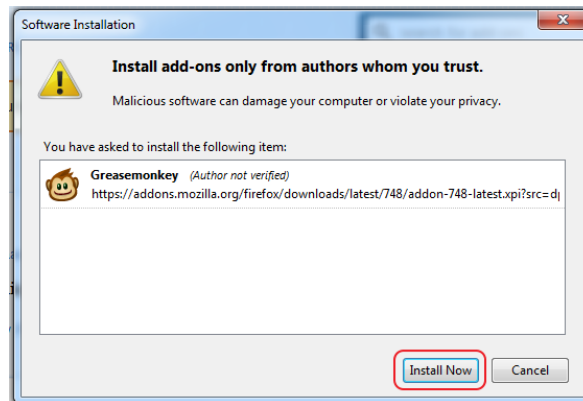 Software Installation
Install add-ons only from authors whom you trust.
Malicious software can damage your computer or violate your privacy.
You have asked to install the following item:
Greasemonkey (Author not verified)
https://addons.mozilla.org/firefox/downloads/latest/748/addon-748-latest.xpi?src=d
Install Now
Cancel